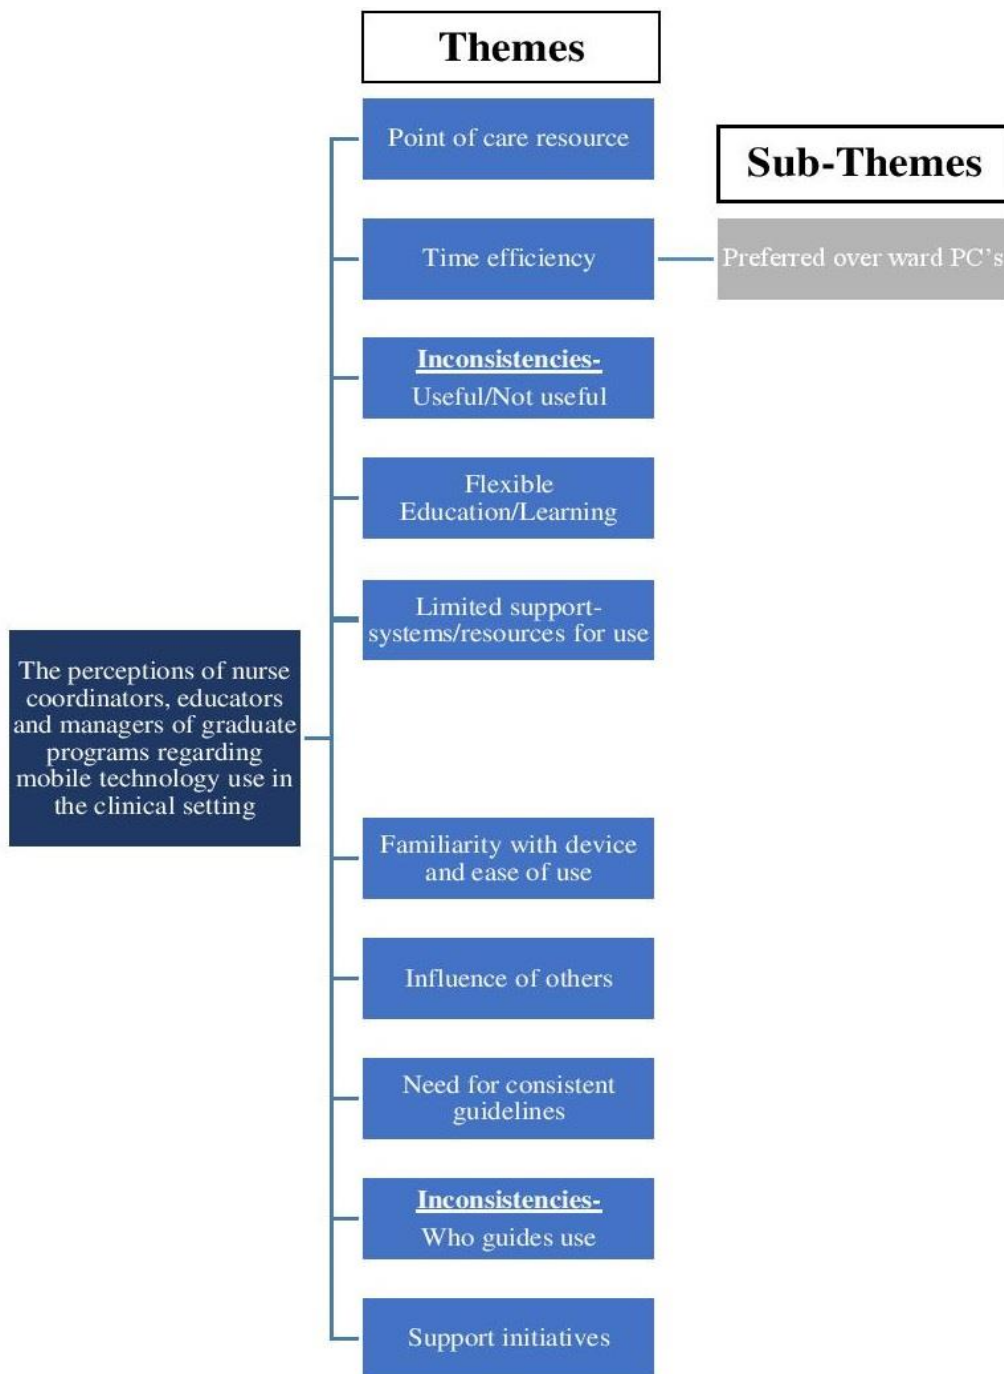 Themes
Point of care resource
Sub-Themes
Time efficiency
Preferred over ward PC's
Inconsistencies-
Useful/Not useful
Flexible
Education/Learning
Limited support-
systems/resources for use
The perceptions of nurse
coordinators, educators
and managers of graduate
programs regarding
mobile technology use in
the clinical setting
Familiarity with device
and ease of use
Influence of others
Need for consistent
guidelines
Inconsistencies-
Who guides use
Support initiatives